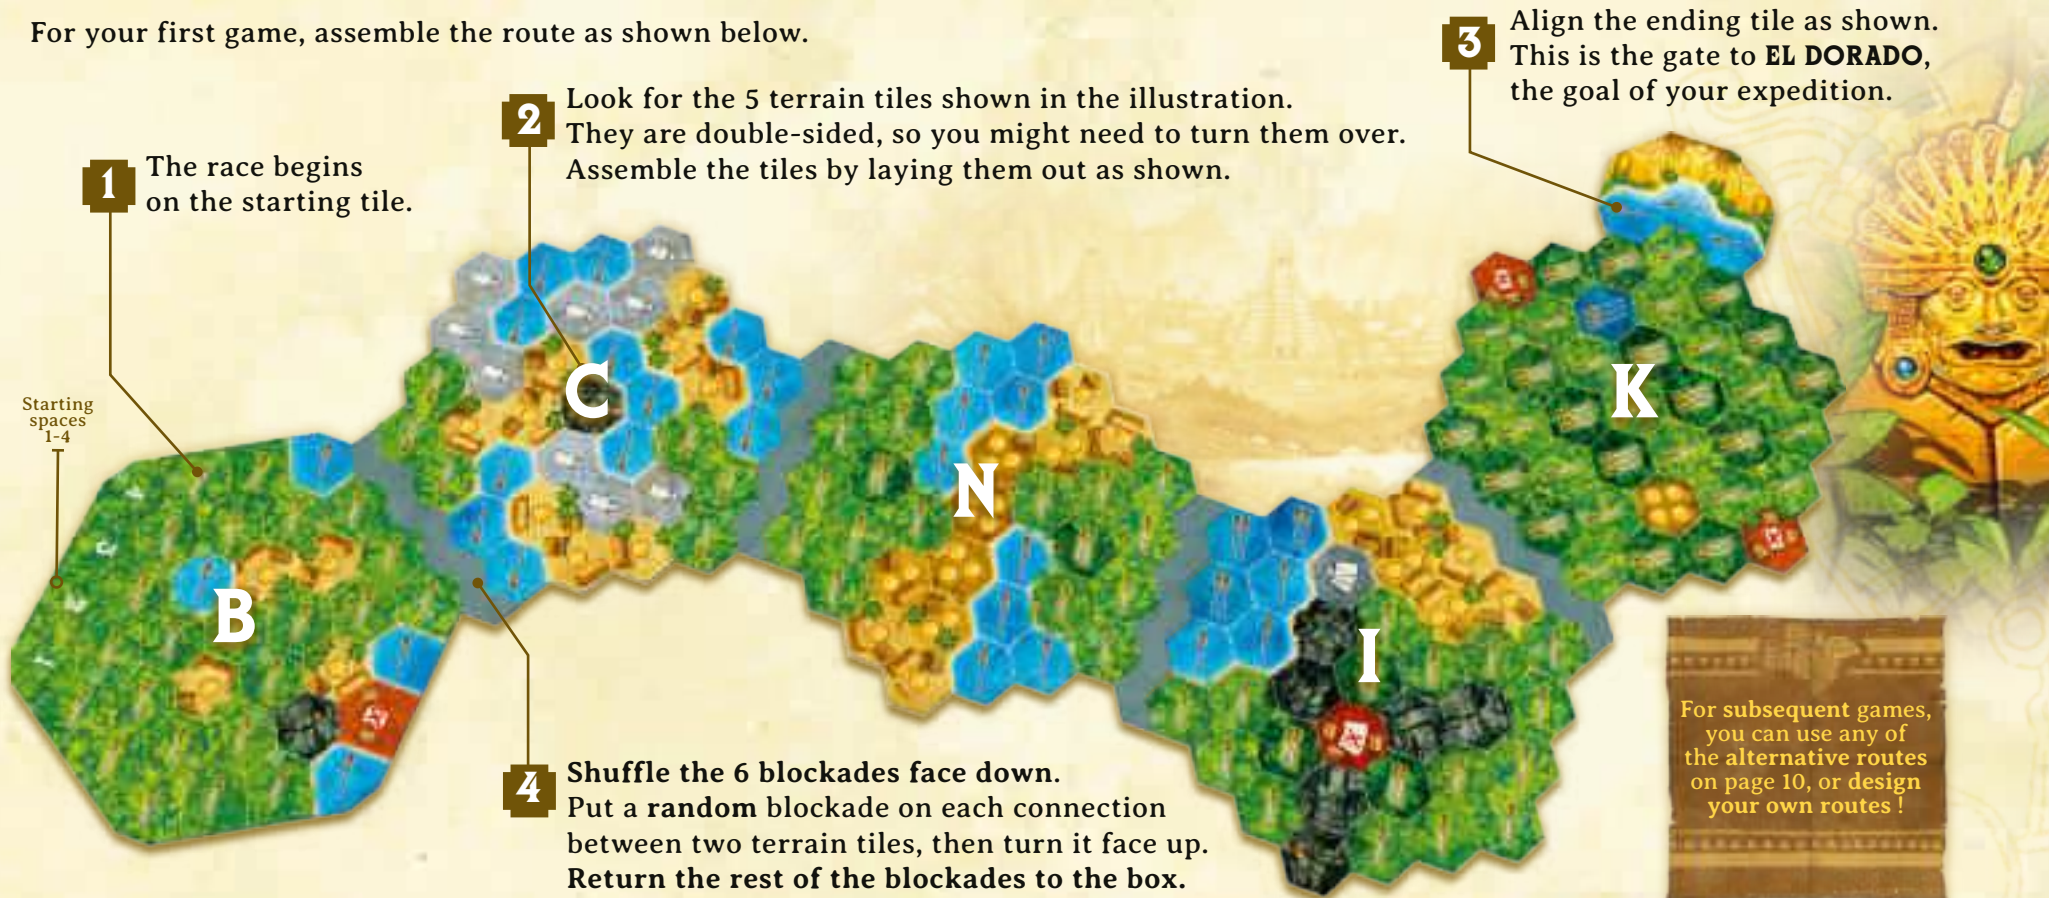 For your first game, assemble the route as shown below.
1
The race begins
on the starting tile.
2
Look for the 5 terrain tiles shown in the illustration.
They are double-sided, so you might need to turn them over.
Assemble the tiles by laying them out as shown.
3
Align the ending tile as shown.
This is the gate to EL DORADO,
the goal of your expedition.
Starting
spaces
1-4
B
C
N
I
K
4
Shuffle the 6 blockades face down.
Put a random blockade on each connection
between two terrain tiles, then turn it face up.
Return the rest of the blockades to the box.
For subsequent games,
you can use any of
the alternative routes
on page 10, or design
your own routes !